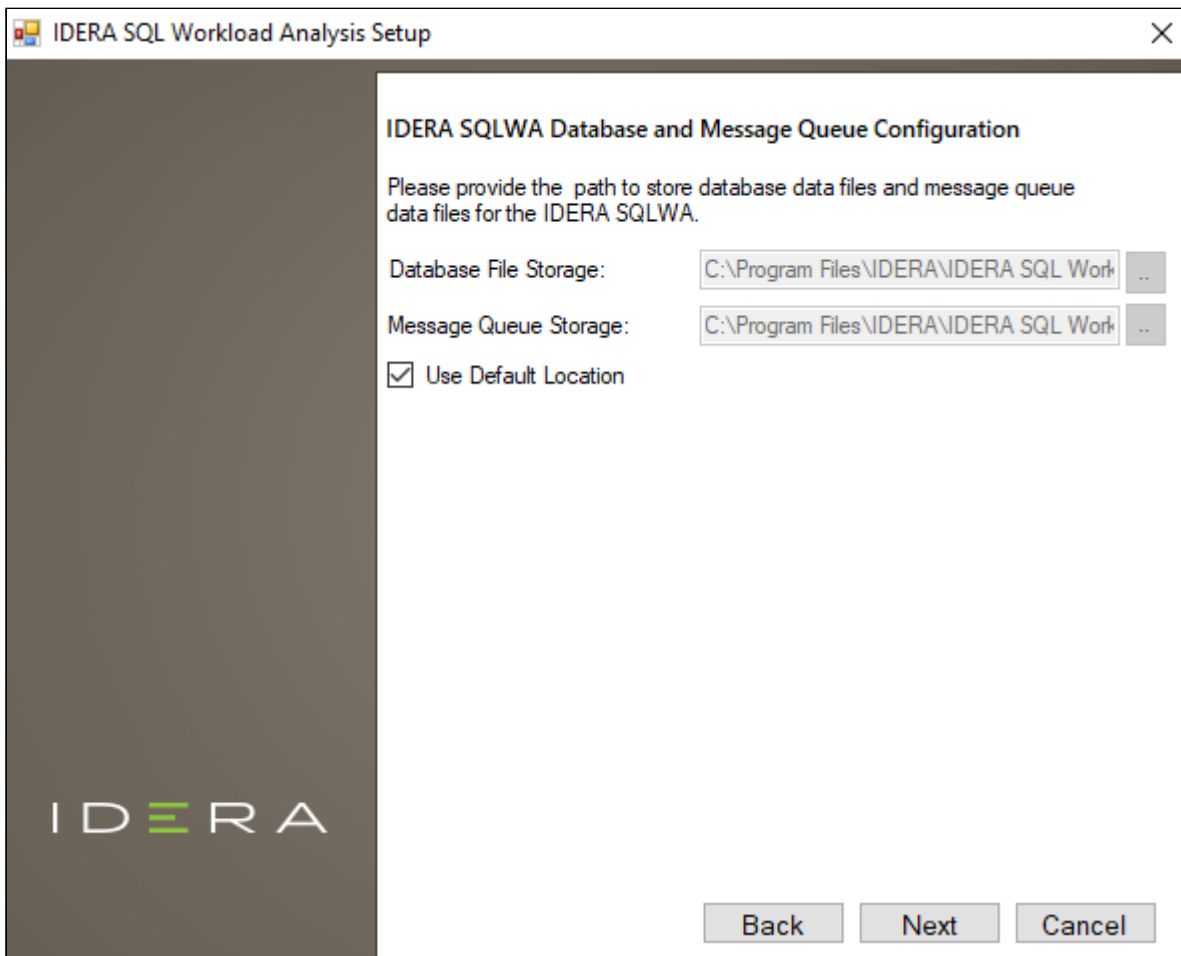 IDERA SQL Workload Analysis Setup
IDERA SQLWA Database and Message Queue Configuration
Please provide the  path to store database data files and message queue
data files for the IDERA SQLWA.
Database File Storage:
C:\Program Files\IDERA\IDERA SQL Work
..
Message Queue Storage:
C:\Program Files\IDERA\IDERA SQL Work
..
Use Default Location
IDERA
Back
Next
Cancel